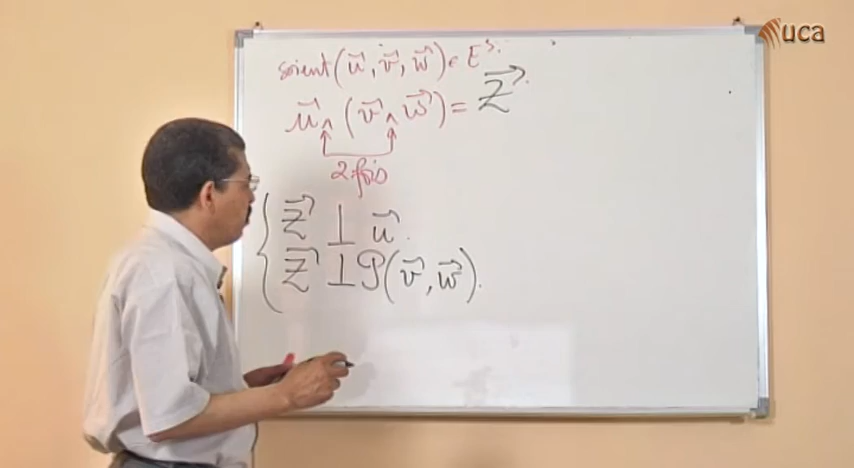 uca
soient (u⃗, v⃗, w⃗) ∈ E³.
u⃗ ∧ (v⃗ ∧ w⃗) = Z⃗.
2 fois
{ Z⃗ ⊥ u⃗.
Z⃗ ⊥ P(v⃗, w⃗).